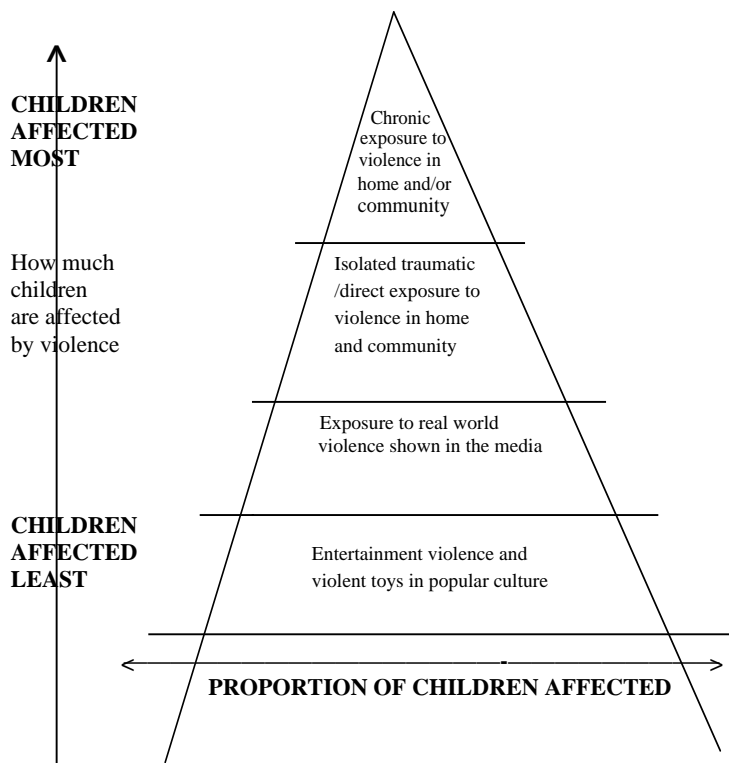 CHILDREN
AFFECTED
MOST
Chronic
exposure to
violence in
home and/or
community
How much
children
are affected
by violence
Isolated traumatic
/direct exposure to
violence in home
and community
Exposure to real world
violence shown in the media
CHILDREN
AFFECTED
LEAST
Entertainment violence and
violent toys in popular culture
PROPORTION OF CHILDREN AFFECTED